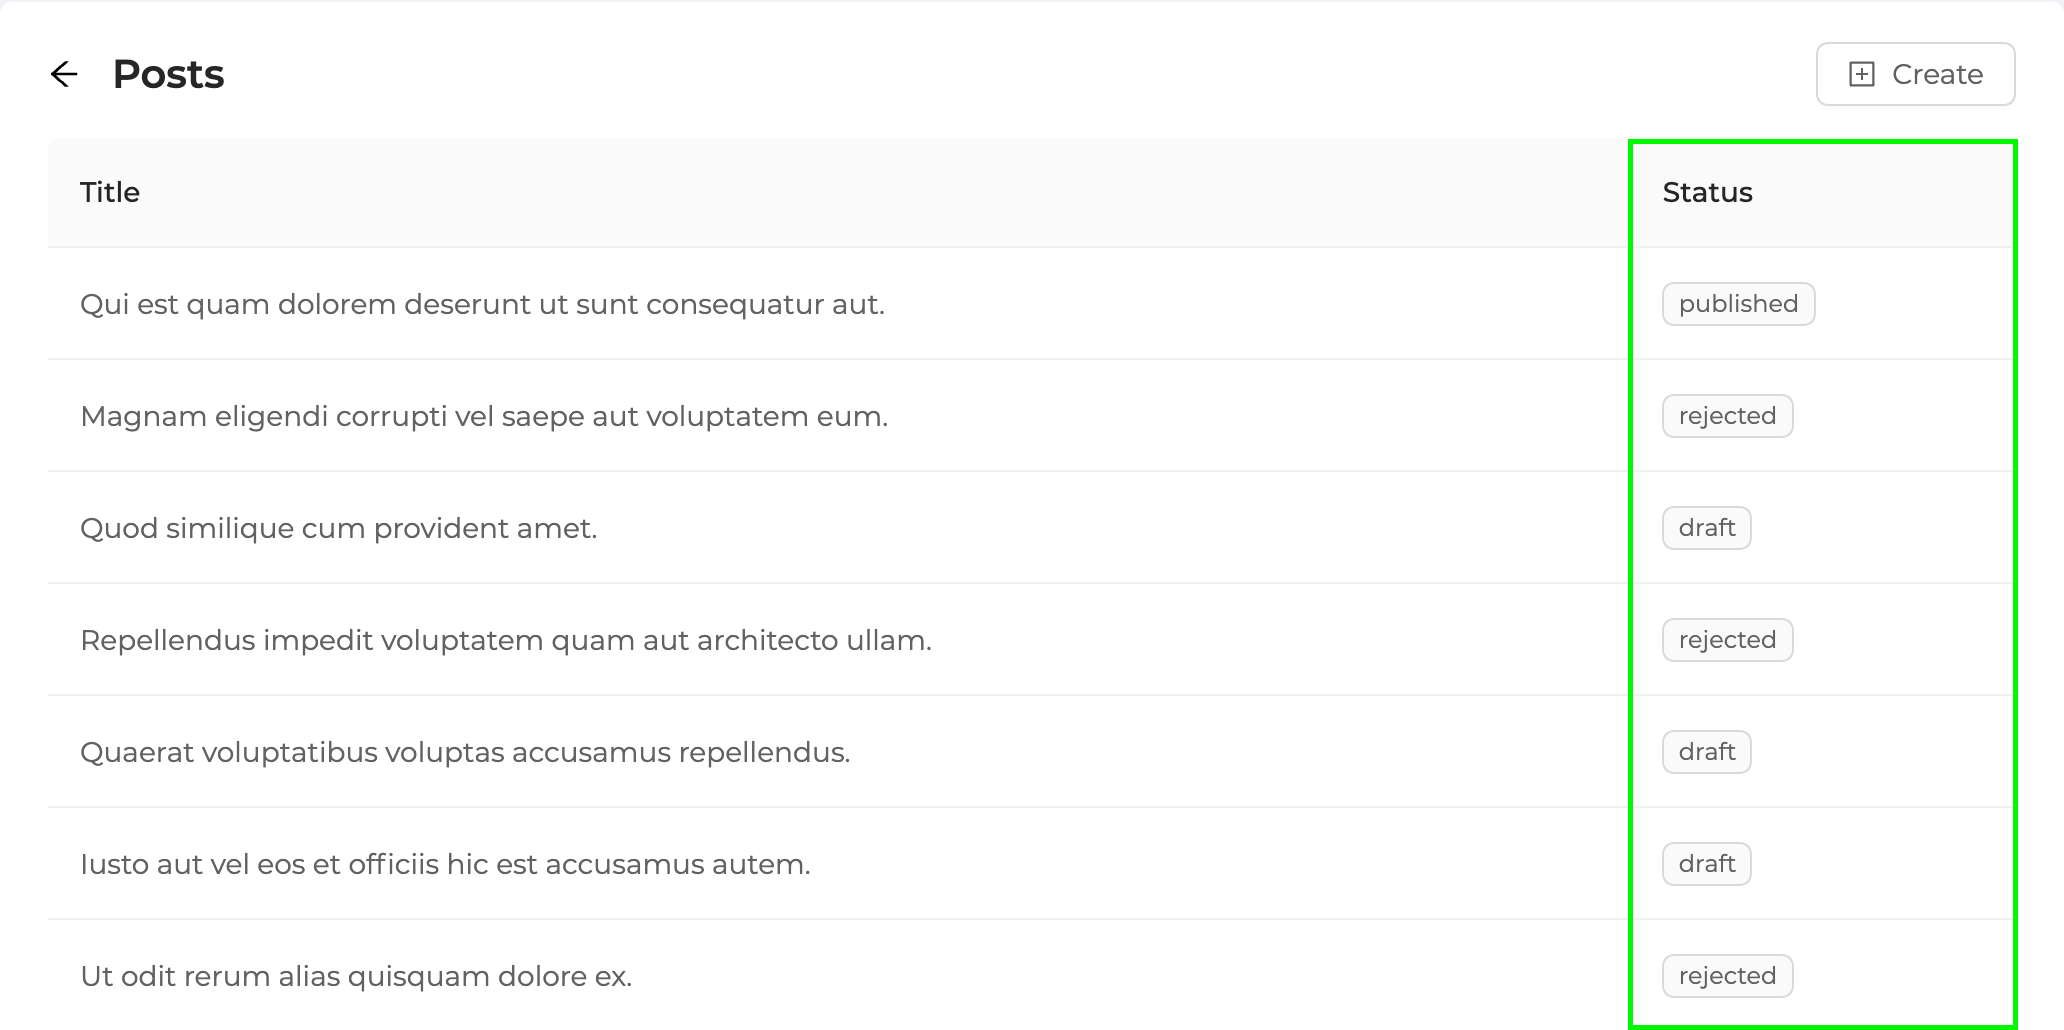 Posts
Create
Title Status
Qui est quam dolorem deserunt ut sunt consequatur aut. published
Magnam eligendi corrupti vel saepe aut voluptatem eum. rejected
Quod similique cum provident amet. draft
Repellendus impedit voluptatem quam aut architecto ullam. rejected
Quaerat voluptatibus voluptas accusamus repellendus. draft
Iusto aut vel eos et officiis hic est accusamus autem. draft
Ut odit rerum alias quisquam dolore ex. rejected